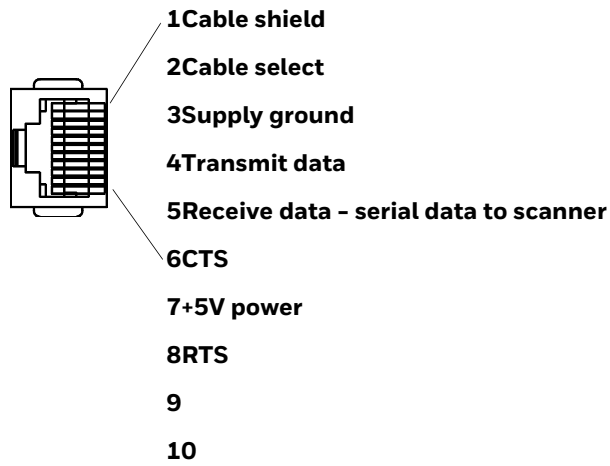 1Cable shield
2Cable select
3Supply ground
4Transmit data
5Receive data – serial data to scanner
6CTS
7+5V power
8RTS
9
10